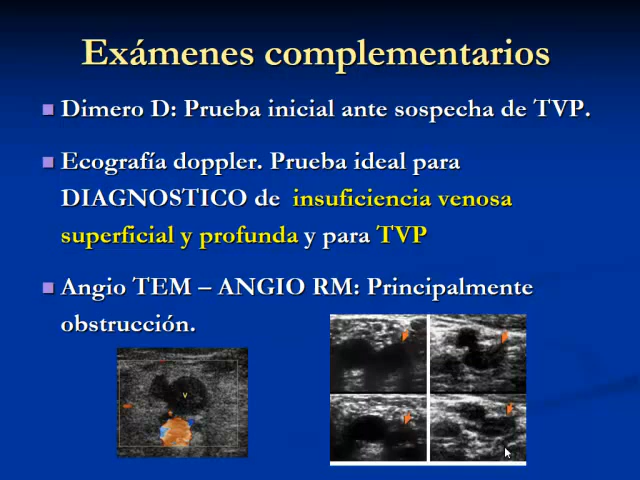 Exámenes complementarios
Dimero D: Prueba inicial ante sospecha de TVP.
Ecografía doppler. Prueba ideal para
DIAGNOSTICO de insuficiencia venosa
superficial y profunda y para TVP
Angio TEM – ANGIO RM: Principalmente
obstrucción.
V